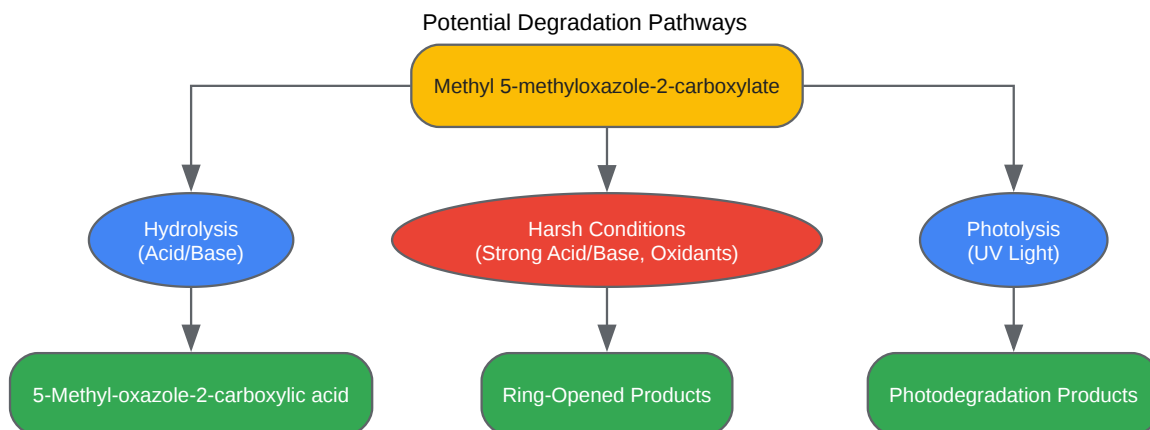 Potential Degradation Pathways
Methyl 5-methyloxazole-2-carboxylate
Hydrolysis
(Acid/Base)
Harsh Conditions
(Strong Acid/Base, Oxidants)
Photolysis
(UV Light)
5-Methyl-oxazole-2-carboxylic acid
Ring-Opened Products
Photodegradation Products